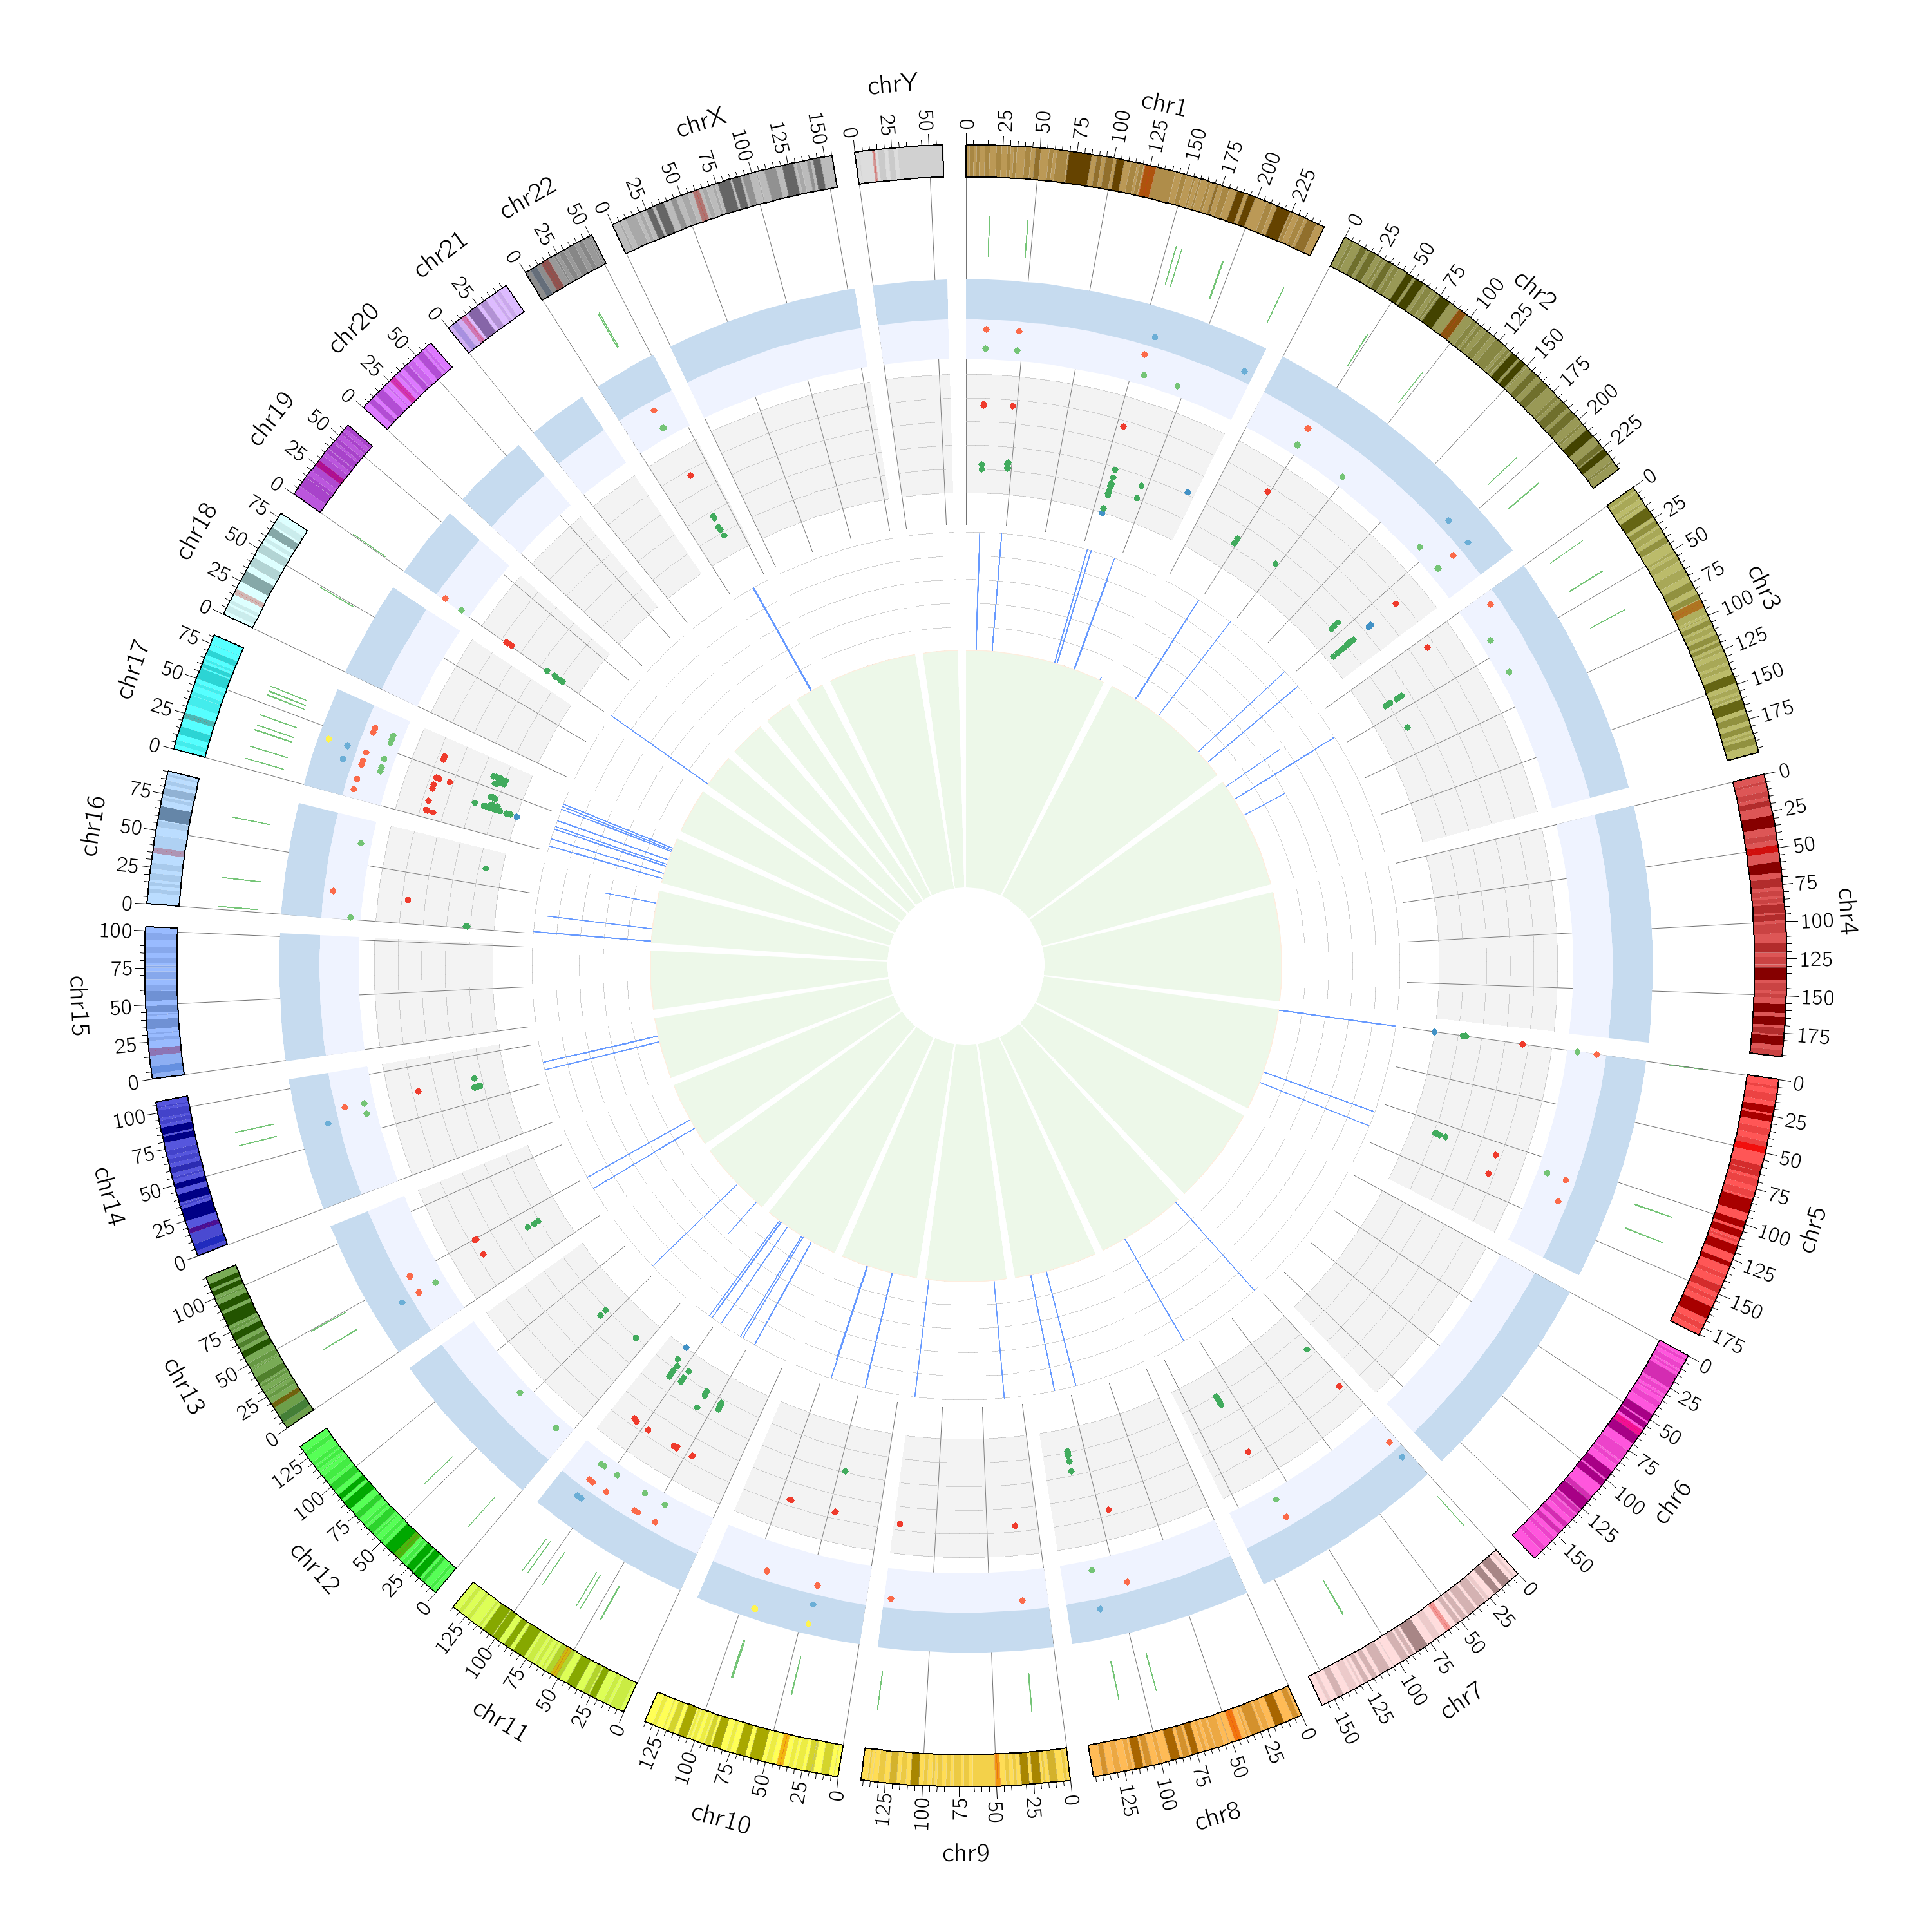 chr1
0 25 50 75 100 125 150 175 200 225
chr2
0 25 50 75 100 125 150 175 200 225
chr3
0 25 50 75 100 125 150 175
chr4
0 25 50 75 100 125 150 175
chr5
0 25 50 75 100 125 150 175
chr6
0 25 50 75 100 125 150
chr7
0 25 50 75 100 125 150
chr8
0 25 50 75 100 125
chr9
0 25 50 75 100 125
chr10
0 25 50 75 100 125
chr11
0 25 50 75 100 125
chr12
0 25 50 75 100 125
chr13
0 25 50 75 100
chr14
0 25 50 75 100
chr15
0 25 50 75 100
chr16
0 25 50 75
chr17
0 25 50 75
chr18
0 25 50 75
chr19
0 25 50
chr20
0 25 50
chr21
0 25
chr22
0 25 50
chrX
0 25 50 75 100 125 150
chrY
0 25 50